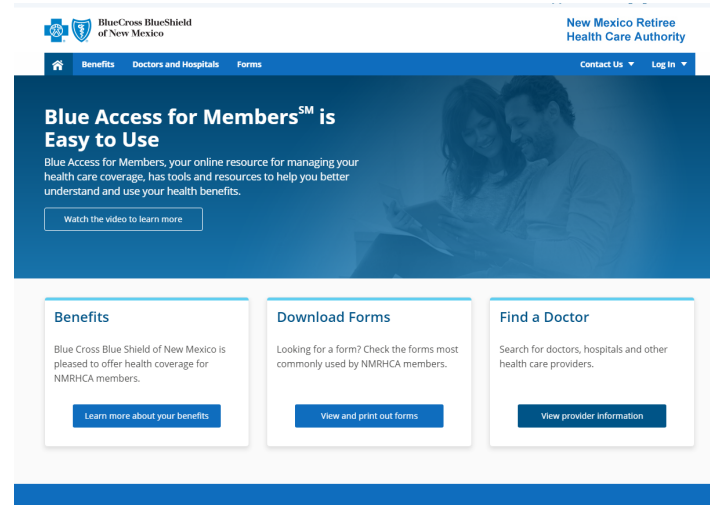 BlueCross BlueShield
of New Mexico
New Mexico Retiree
Health Care Authority
Benefits Doctors and Hospitals Forms Contact Us Log In
Blue Access for Members℠ is
Easy to Use
Blue Access for Members, your online resource for managing your
health care coverage, has tools and resources to help you better
understand and use your health benefits.
Watch the video to learn more
Benefits
Blue Cross Blue Shield of New Mexico is
pleased to offer health coverage for
NMRHCA members.
Learn more about your benefits
Download Forms
Looking for a form? Check the forms most
commonly used by NMRHCA members.
View and print out forms
Find a Doctor
Search for doctors, hospitals and other
health care providers.
View provider information